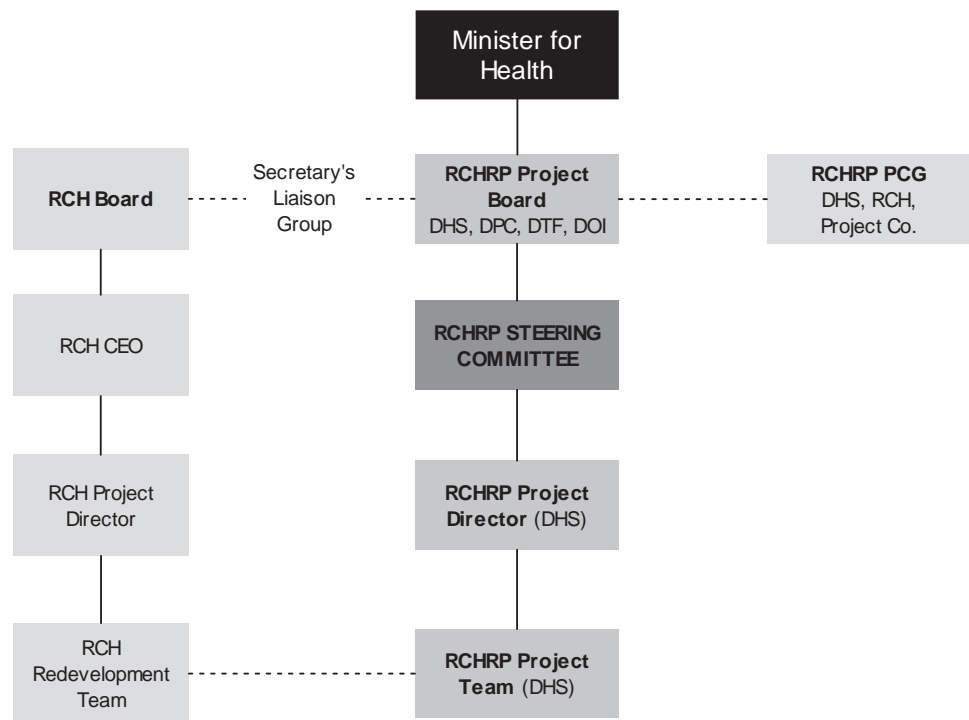 Minister for
Health
RCH Board
Secretary's
Liaison
Group
RCHRP Project
Board
DHS, DPC, DTF, DOI
RCHRP PCG
DHS, RCH,
Project Co.
RCH CEO
RCHRP STEERING
COMMITTEE
RCH Project
Director
RCHRP Project
Director (DHS)
RCH
Redevelopment
Team
RCHRP Project
Team (DHS)